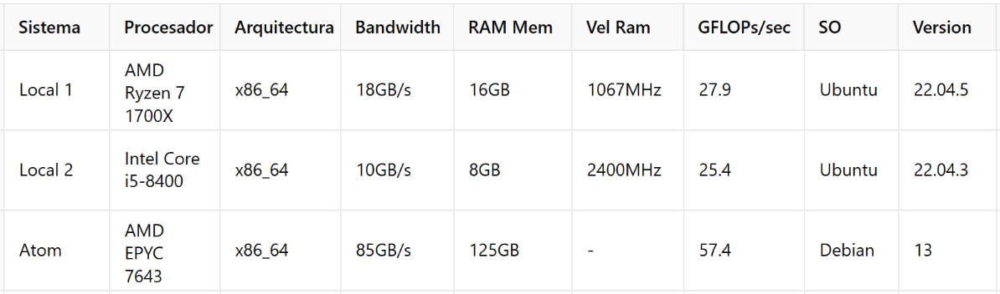 Sistema Procesador Arquitectura Bandwidth RAM Mem Vel Ram GFLOPs/sec SO Version
Local 1 AMD Ryzen 7 1700X x86_64 18GB/s 16GB 1067MHz 27.9 Ubuntu 22.04.5
Local 2 Intel Core i5-8400 x86_64 10GB/s 8GB 2400MHz 25.4 Ubuntu 22.04.3
Atom AMD EPYC 7643 x86_64 85GB/s 125GB - 57.4 Debian 13